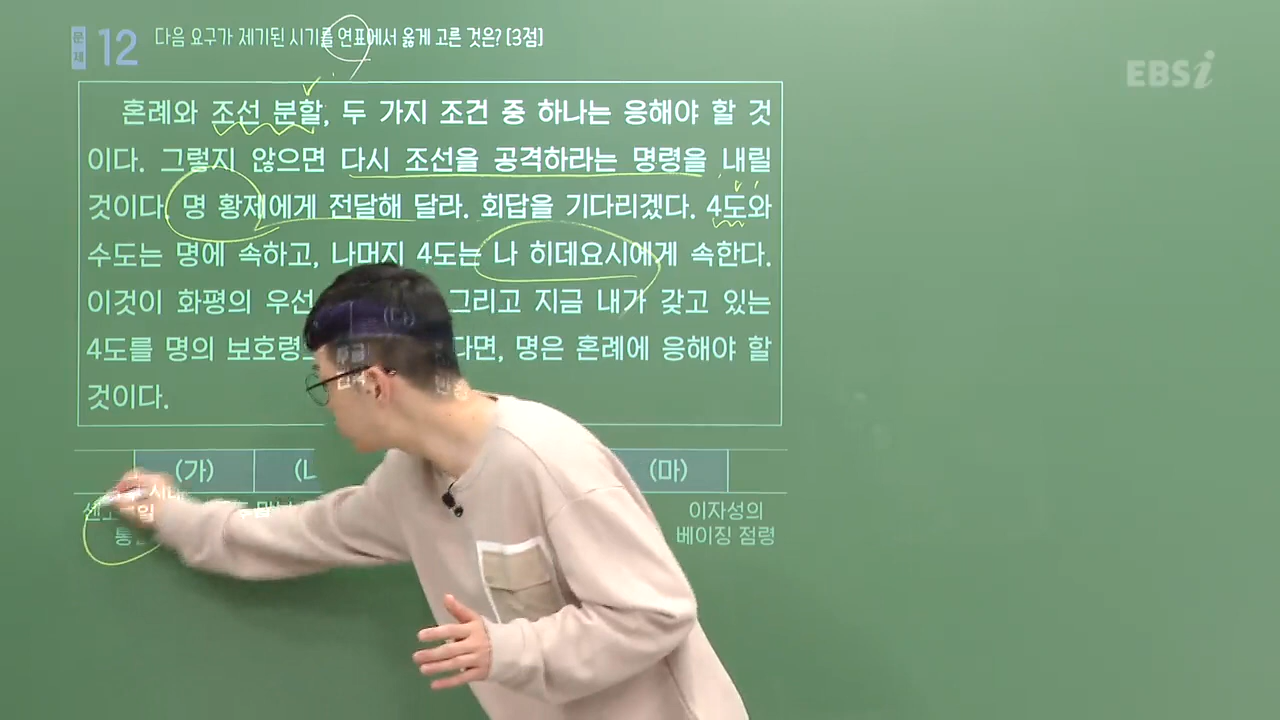 문제 12 다음 요구가 제기된 시기를 연표에서 옳게 고른 것은? [3점]
EBSi
혼례와 조선 분할, 두 가지 조건 중 하나는 응해야 할 것
이다. 그렇지 않으면 다시 조선을 공격하라는 명령을 내릴
것이다. 명 황제에게 전달해 달라. 회답을 기다리겠다. 4도와
수도는 명에 속하고, 나머지 4도는 나 히데요시에게 속한다.
이것이 화평의 우선 그리고 지금 내가 갖고 있는
4도를 명의 보호령 다면, 명은 혼례에 응해야 할
것이다.
(가) (마)
이자성의
베이징 점령